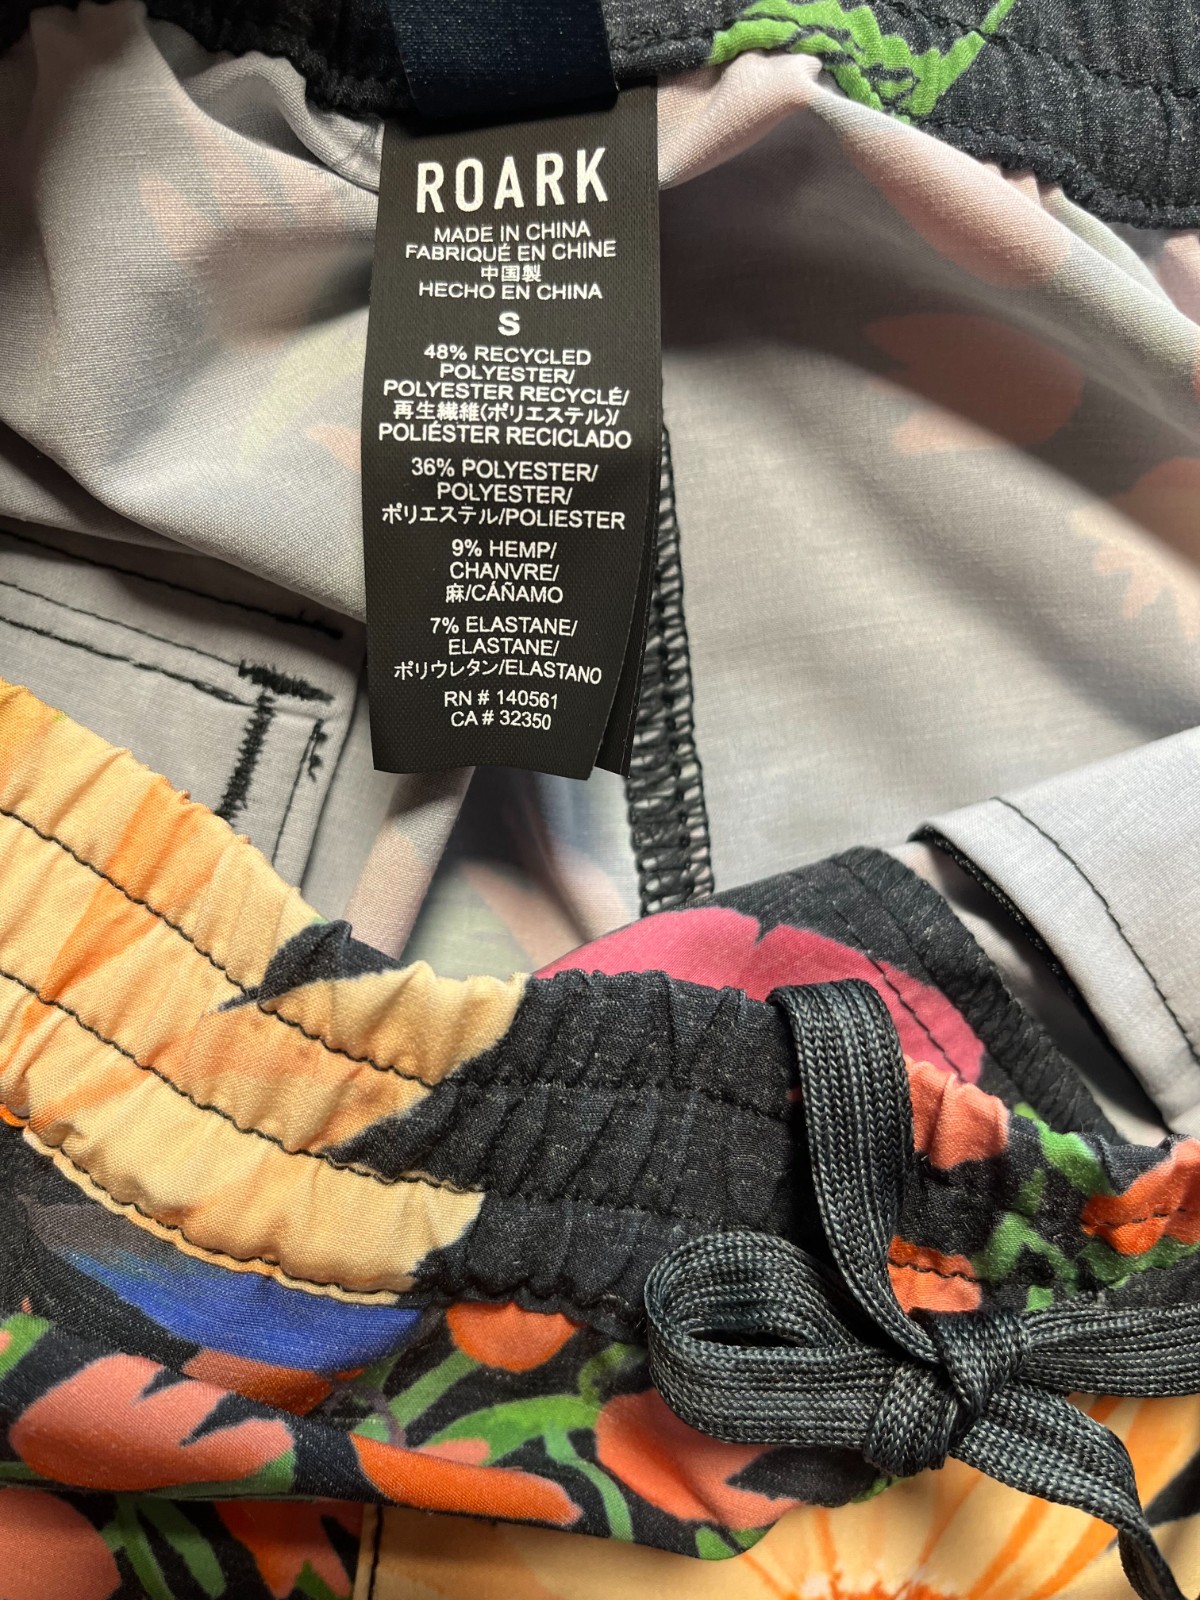 ROARK
MADE IN CHINA
FABRIQUÉ EN CHINE
中国製
HECHO EN CHINA
S
48% RECYCLED
POLYESTER/
POLYESTER RECYCLÉ/
再生繊維(ポリエステル)/
POLIÉSTER RECICLADO
36% POLYESTER/
POLYESTER/
ポリエステル/POLIESTER
9% HEMP/
CHANVRE/
麻/CÁÑAMO
7% ELASTANE/
ELASTANE/
ポリウレタン/ELASTANO
RN # 140561
CA # 32350